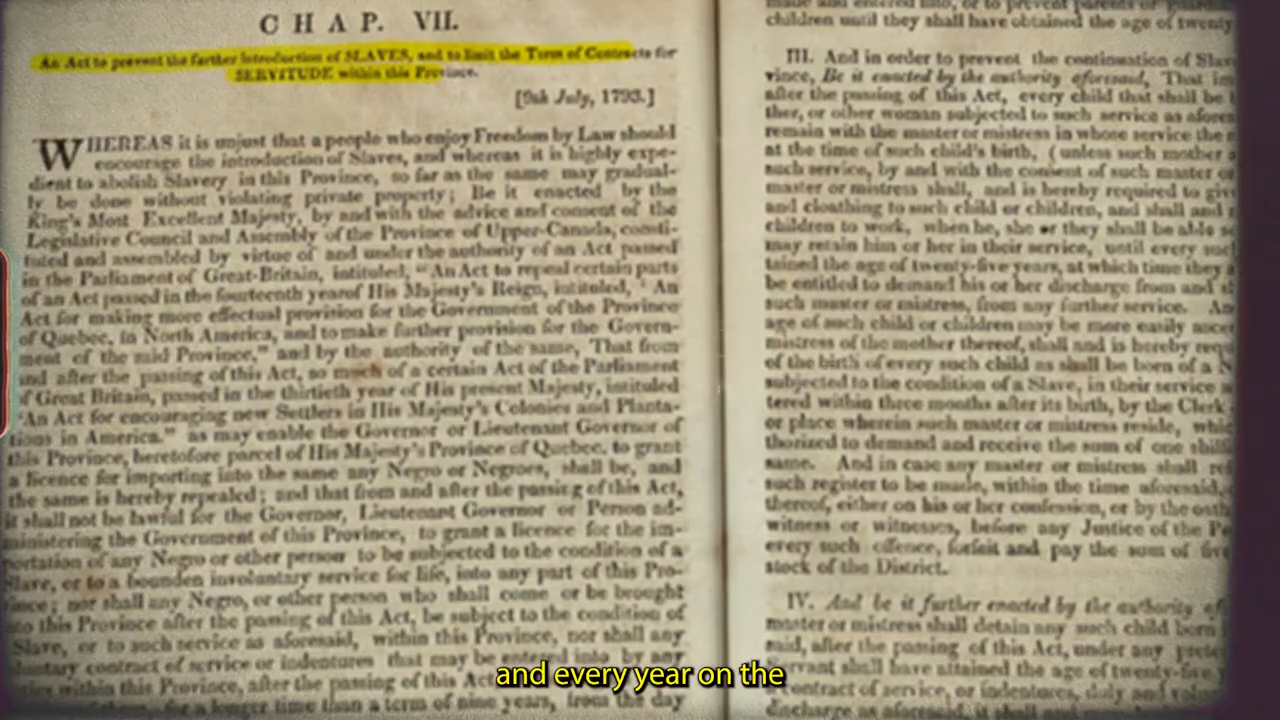 CHAP. VII.
An Act to prevent the further Introduction of SLAVES, and to limit the Term of Contracts for
SERVITUDE within this Province.
[9th July, 1793.]
WHEREAS it is unjust that a people who enjoy Freedom by Law should
encourage the introduction of Slaves, and whereas it is highly expe-
dient to abolish Slavery in this Province, so far as the same may gradual-
ly be done without violating private property; Be it enacted by the
King's Most Excellent Majesty, by and with the advice and consent of the
Legislative Council and Assembly of the Province of Upper-Canada, consti-
tuted and assembled by virtue of and under the authority of an Act passed
in the Parliament of Great-Britain, intituled, "An Act to repeal certain parts
of an Act passed in the fourteenth year of His Majesty's Reign, intituled, ' An
Act for making more effectual provision for the Government of the Province
of Quebec, in North America, and to make further provision for the Govern-
ment of the said Province," and by the authority of the same, That from
and after the passing of this Act, so much of a certain Act of the Parliament
of Great Britain, passed in the thirtieth year of His present Majesty, intituled
"An Act for encouraging new Settlers in His Majesty's Colonies and Planta-
tions in America." as may enable the Governor or Lieutenant Governor of
this Province, heretofore parcel of His Majesty's Province of Quebec, to grant
a licence for importing into the same any Negro or Negroes, shall be, and
the same is hereby repealed; and that from and after the passing of this Act,
it shall not be lawful for the Governor, Lieutenant Governor or Person ad-
ministering the Government of this Province, to grant a licence for the im-
portation of any Negro or other person to be subjected to the condition of a
Slave, or to a bounden involuntary service for life, into any part of this Pro-
vince; nor shall any Negro, or other person who shall come or be brought
into this Province after the passing of this Act, be subject to the condition of
Slave, or to such service as aforesaid, within this Province, nor shall any
contract of service or indentures that may be entered into by any
within this Province, after the passing of this Act
for a longer time than a term of nine years, from the day
children until they shall have obtained the age of twenty
III. And in order to prevent the continuation of
vince, Be it enacted by the authority aforesaid, That
after the passing of this Act, every child that shall be
ther, or other woman subjected to such service as
remain with the master or mistress in whose service the
at the time of such child's birth, (unless such mother
such service, by and with the consent of such master or
master or mistress shall, and is hereby required to
and cloathing to such child or children, and shall and
children to work, when he, she or they shall be able
may retain him or her in their service, until every
tained the age of twenty-five years, at which time they
be entitled to demand his or her discharge from and
such master or mistress, from any further service.
age of such child or children may be more easily
mistress of the mother thereof, shall and is hereby
of the birth of every such child as shall be born of a
subjected to the condition of a Slave, in their service
tered within three months after its birth, by the Clerk
or place wherein such master or mistress reside,
thorized to demand and receive the sum of one
same. And in case any master or mistress shall
such register to be made, within the time aforesaid,
thereof, either on his or her confession, or by the
witness or witnesses, before any Justice of the
every such offence, forfeit and pay the sum of
stock of the District.
IV. And be it further enacted by the authority
master or mistress shall detain any such child born
said, after the passing of this Act, under any
servant shall have attained the age of twenty-five
contract of service, or indentures, duly and
discharge as aforesaid, it shall
and every year on the